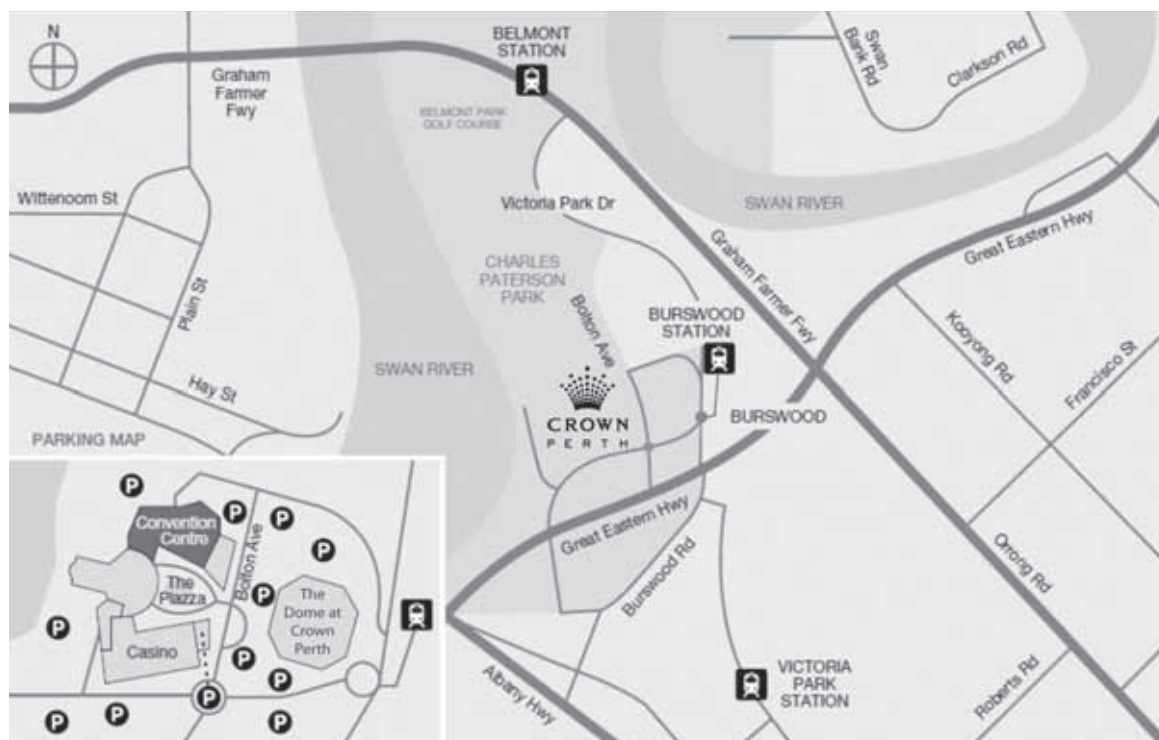 N
BELMONT
STATION
Graham
Farmer
Fwy
BELMONT PARK
GOLF COURSE
Swan
Bank Rd
Clarkson Rd
Wittenoom St
Victoria Park Dr
SWAN RIVER
Great Eastern Hwy
Graham Farmer Fwy
CHARLES
PATERSON
PARK
Plain St
Bolton Ave
BURSWOOD
STATION
Kooyong Rd
Francisco St
Hay St
SWAN RIVER
CROWN
PERTH
BURSWOOD
PARKING MAP
P
P
P
P
Convention
Centre
Bolton Ave
Great Eastern Hwy
Burswood Rd
Orrong Rd
The
Plazza
P
The
Dome at
Crown
Perth
P
Casino
P
P
P
P
P
P
Albany Hwy
VICTORIA
PARK
STATION
Roberts Rd